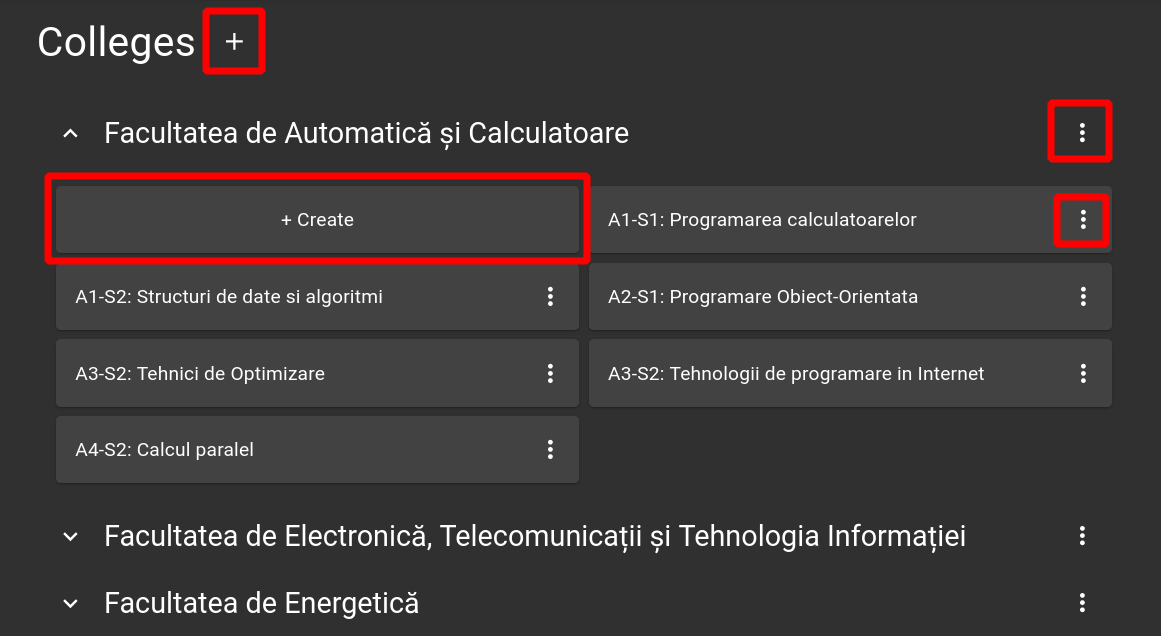 Colleges +
Facultatea de Automatică și Calculatoare
+ Create
A1-S1: Programarea calculatoarelor
A1-S2: Structuri de date si algoritmi
A2-S1: Programare Obiect-Orientata
A3-S2: Tehnici de Optimizare
A3-S2: Tehnologii de programare in Internet
A4-S2: Calcul paralel
Facultatea de Electronică, Telecomunicații și Tehnologia Informației
Facultatea de Energetică